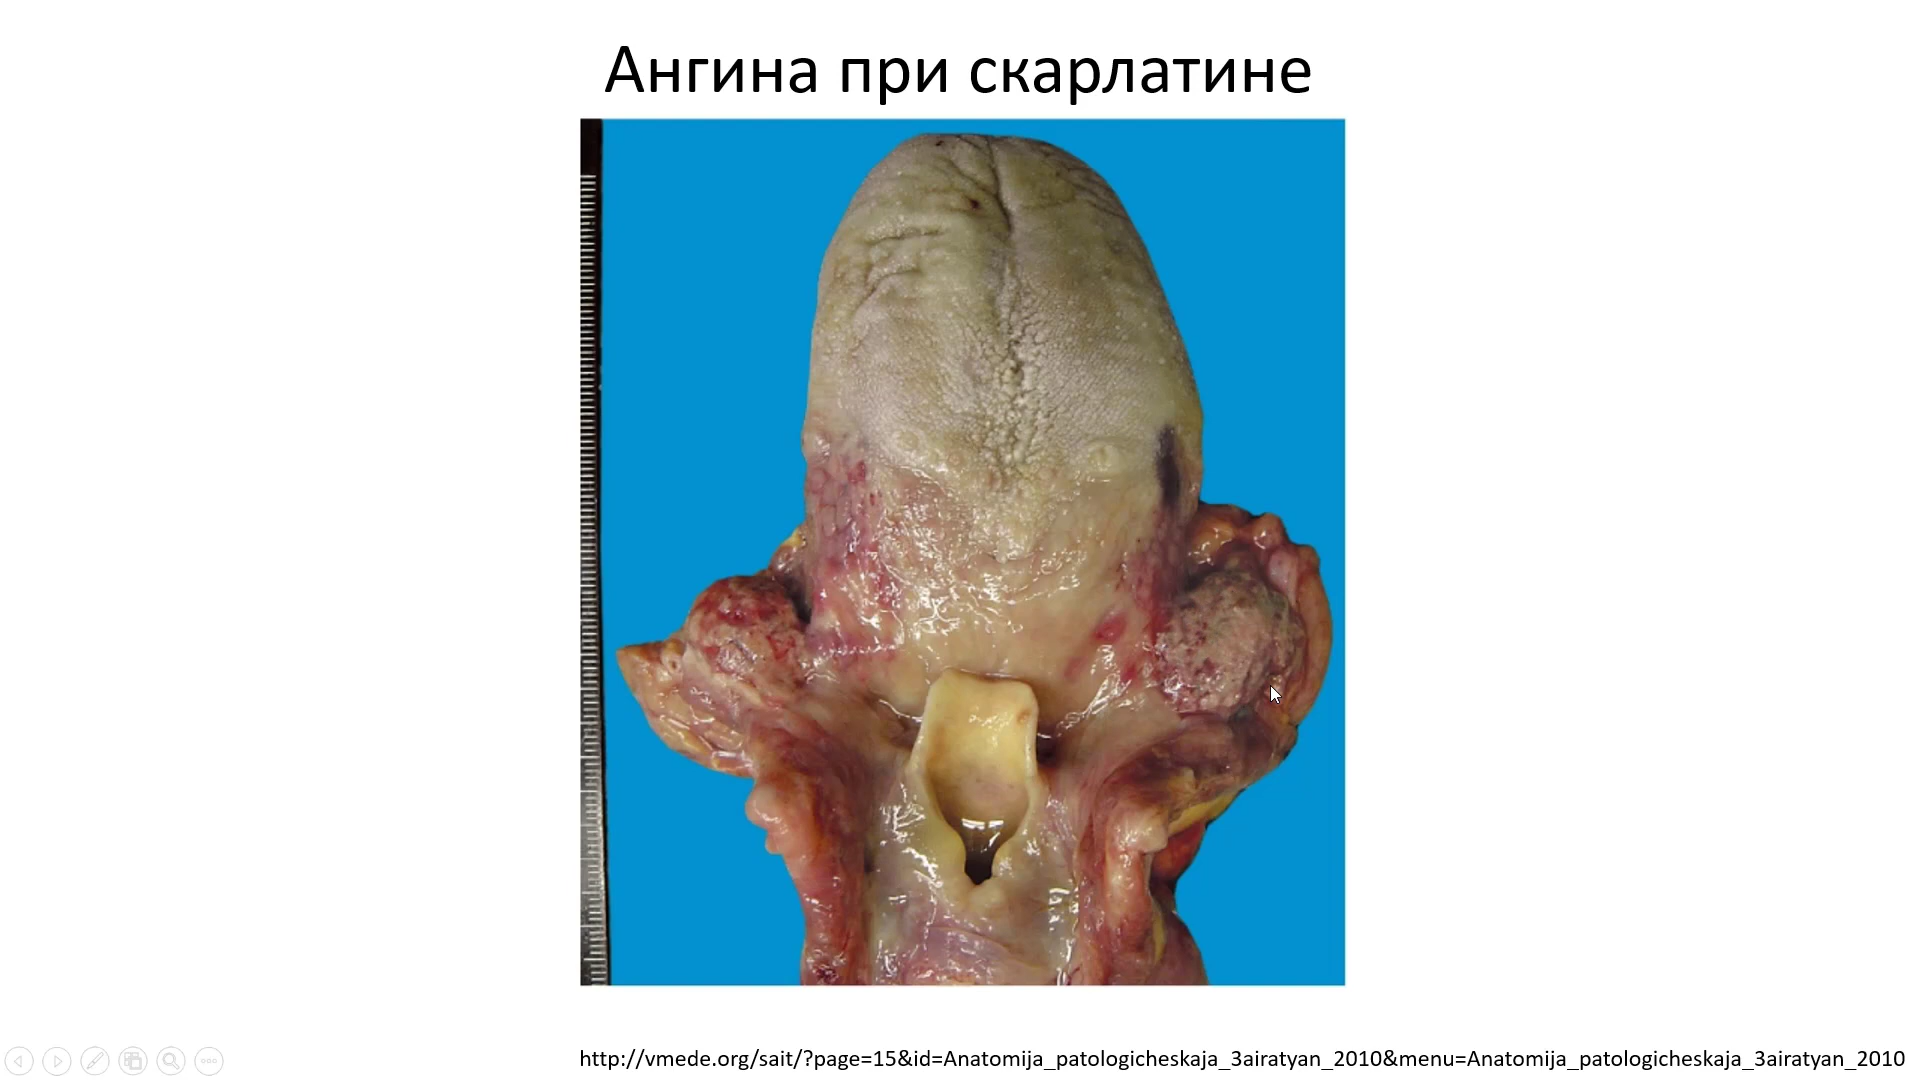 Ангина при скарлатине
http://vmede.org/sait/?page=15&id=Anatomija_patologicheskaja_3airatyan_2010&menu=Anatomija_patologicheskaja_3airatyan_2010